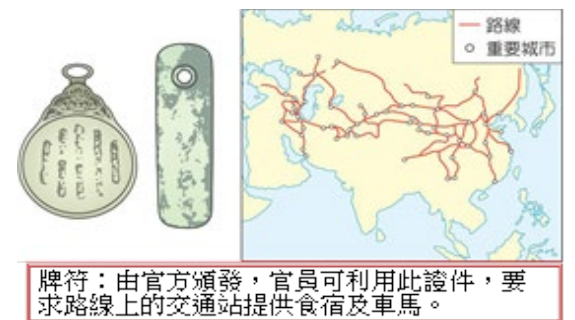 路線
重要城市
牌符：由官方頒發，官員可利用此證件，要
求路線上的交通站提供食宿及車馬。